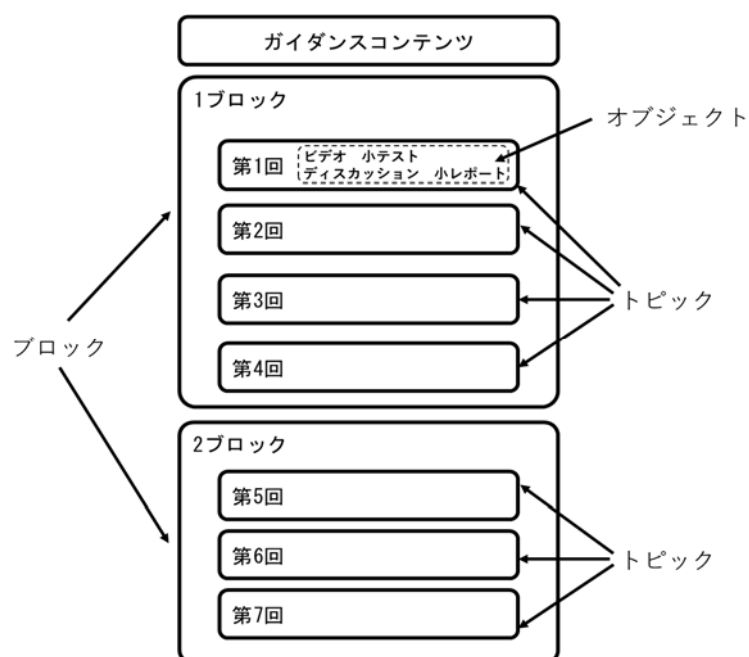 ガイダンスコンテンツ
1ブロック
オブジェクト
第1回
ビデオ 小テスト
ディスカッション 小レポート
第2回
第3回
トピック
ブロック
第4回
2ブロック
第5回
第6回
トピック
第7回